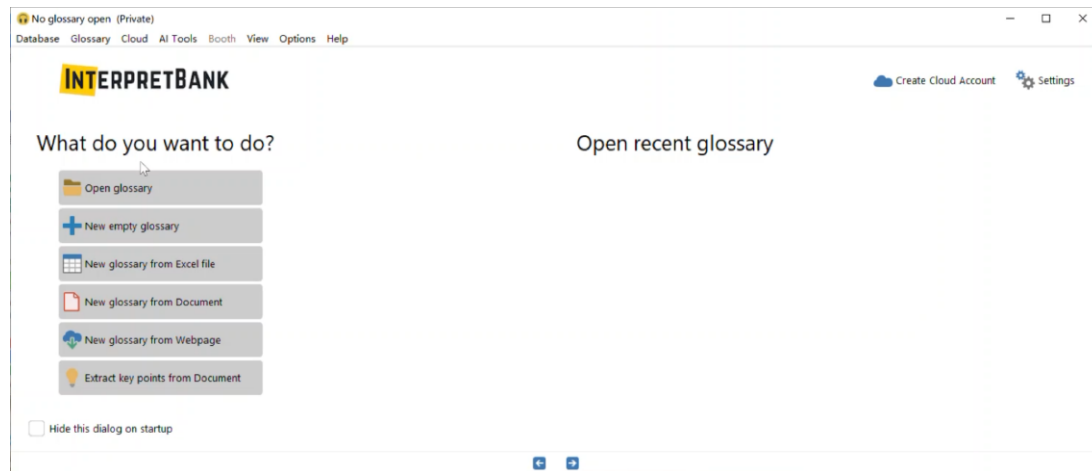 No glossary open (Private)
Database Glossary Cloud AI Tools Booth View Options Help
INTERPRETBANK
Create Cloud Account Settings
What do you want to do?
Open glossary
New empty glossary
New glossary from Excel file
New glossary from Document
New glossary from Webpage
Extract key points from Document
Hide this dialog on startup
Open recent glossary